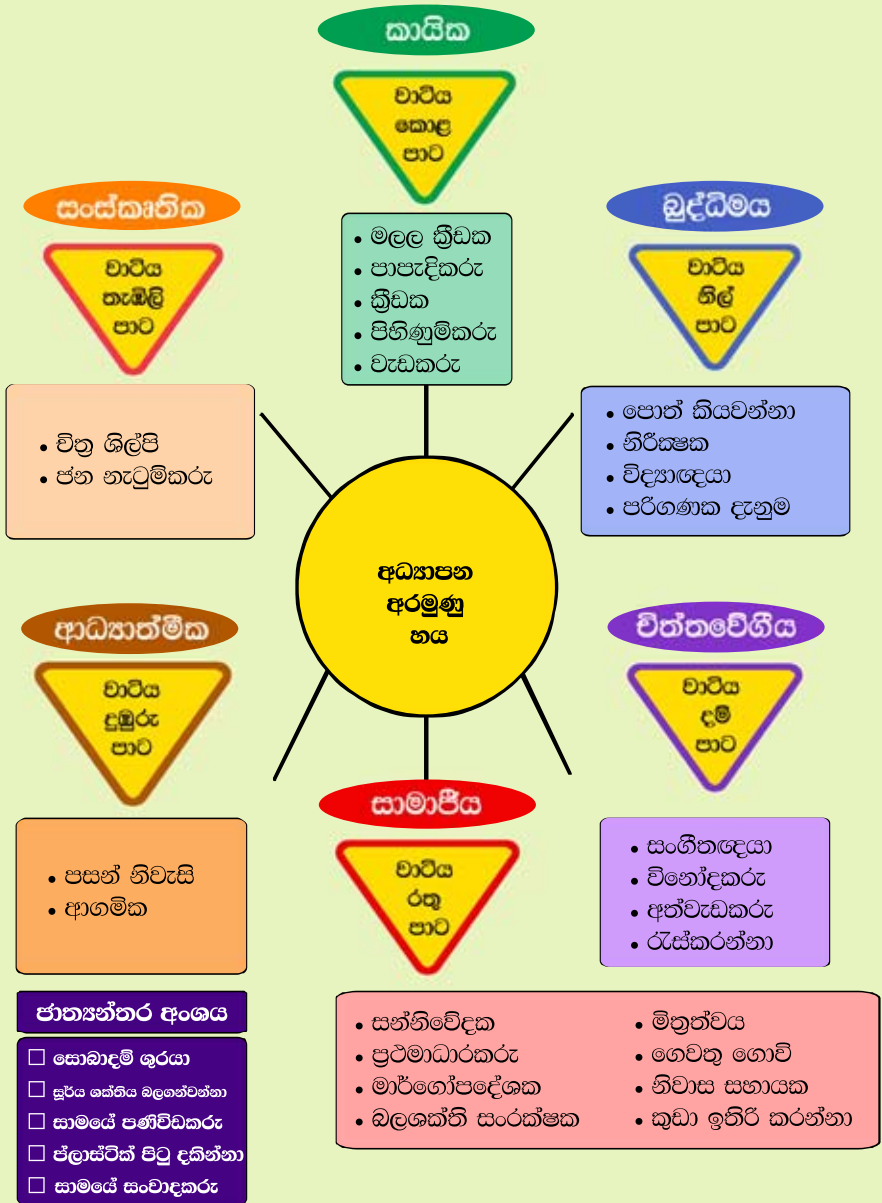 කායික
වාටිය
කොළ
පාට
• මලල ක්‍රීඩක
• පාපැදිකරු
• ක්‍රීඩක
• පිහිණුම්කරු
• වැඩකරු
සංස්කෘතික
වාටිය
තැඹිලි
පාට
• චිත්‍ර ශිල්පි
• ජන නැටුම්කරු
බුද්ධිමය
වාටිය
නිල්
පාට
• පොත් කියවන්නා
• නිරීක්ෂක
• විද්‍යාඥයා
• පරිගණක දැනුම
අධ්‍යාපන
අරමුණු
හය
ආධ්‍යාත්මික
වාටිය
දුඹුරු
පාට
• පසන් නිවැසි
• ආගමික
චිත්තවේගීය
වාටිය
දම්
පාට
• සංගීතඥයා
• විනෝදකරු
• අත්වැඩකරු
• රැස්කරන්නා
සාමාජීය
වාටිය
රතු
පාට
• සන්නිවේදක
• ප්‍රථමාධාරකරු
• මාර්ගෝපදේශක
• බලශක්ති සංරක්ෂක
• මිත්‍රත්වය
• ගෙවතු ගොවි
• නිවාස සහායක
• කුඩා ඉතිරි කරන්නා
ජාත්‍යන්තර අංශය
☐ සොබාදම් ශුරයා
☐ සූර්ය ශක්තිය බලගන්වන්නා
☐ සාමයේ පණිවිඩකරු
☐ ප්ලාස්ටික් පිටු දකින්නා
☐ සාමයේ සංවාදකරු